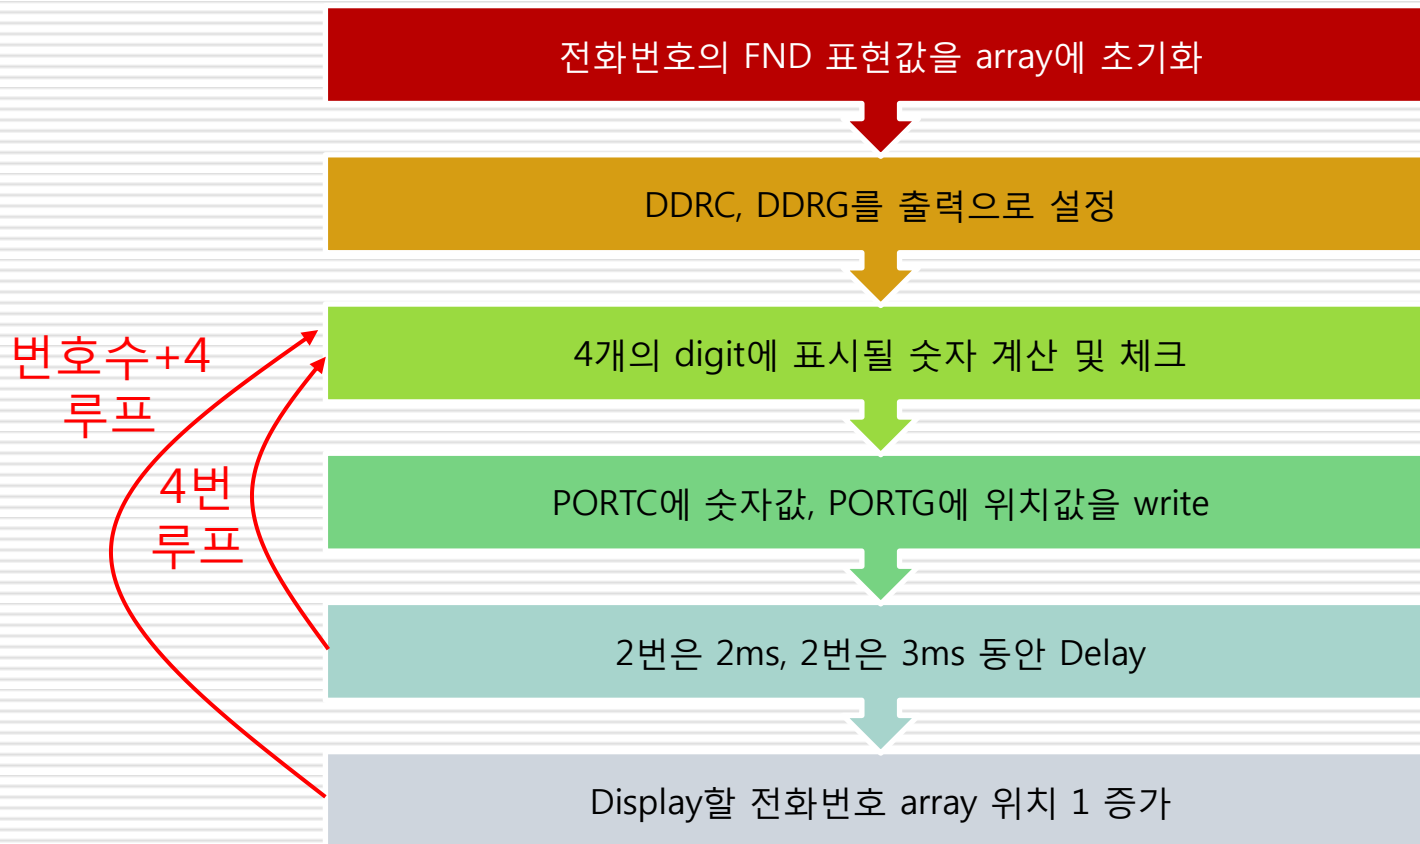 전화번호의 FND 표현값을 array에 초기화
DDRC, DDRG를 출력으로 설정
4개의 digit에 표시될 숫자 계산 및 체크
번호수+4
루프
4번
루프
PORTC에 숫자값, PORTG에 위치값을 write
2번은 2ms, 2번은 3ms 동안 Delay
Display할 전화번호 array 위치 1 증가